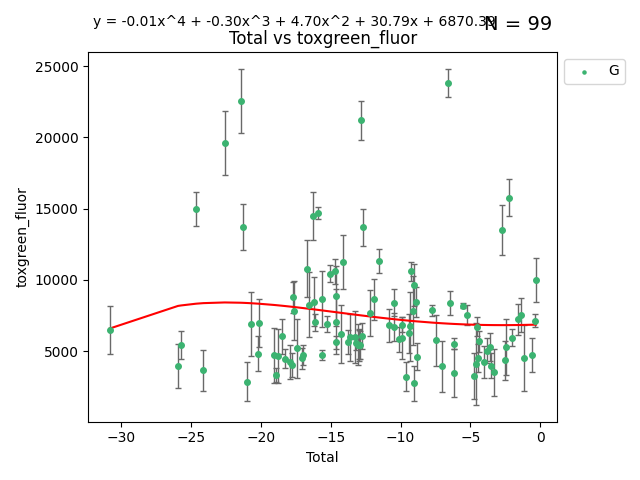 y = -0.01x^4 + -0.30x^3 + 4.70x^2 + 30.79x + 6870.39
N = 99
Total vs toxgreen_fluor
G
25000
20000
15000
10000
5000
toxgreen_fluor
−30 −25 −20 −15 −10 −5 0
Total